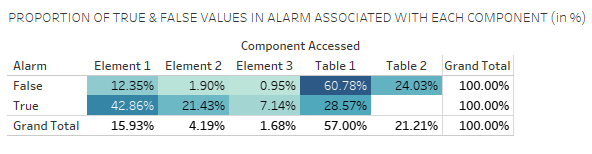 PROPORTION OF TRUE & FALSE VALUES IN ALARM ASSOCIATED WITH EACH COMPONENT (in %)
Component Accessed
Alarm Element 1 Element 2 Element 3 Table 1 Table 2 Grand Total
False 12.35% 1.90% 0.95% 60.78% 24.03% 100.00%
True 42.86% 21.43% 7.14% 28.57% 100.00%
Grand Total 15.93% 4.19% 1.68% 57.00% 21.21% 100.00%